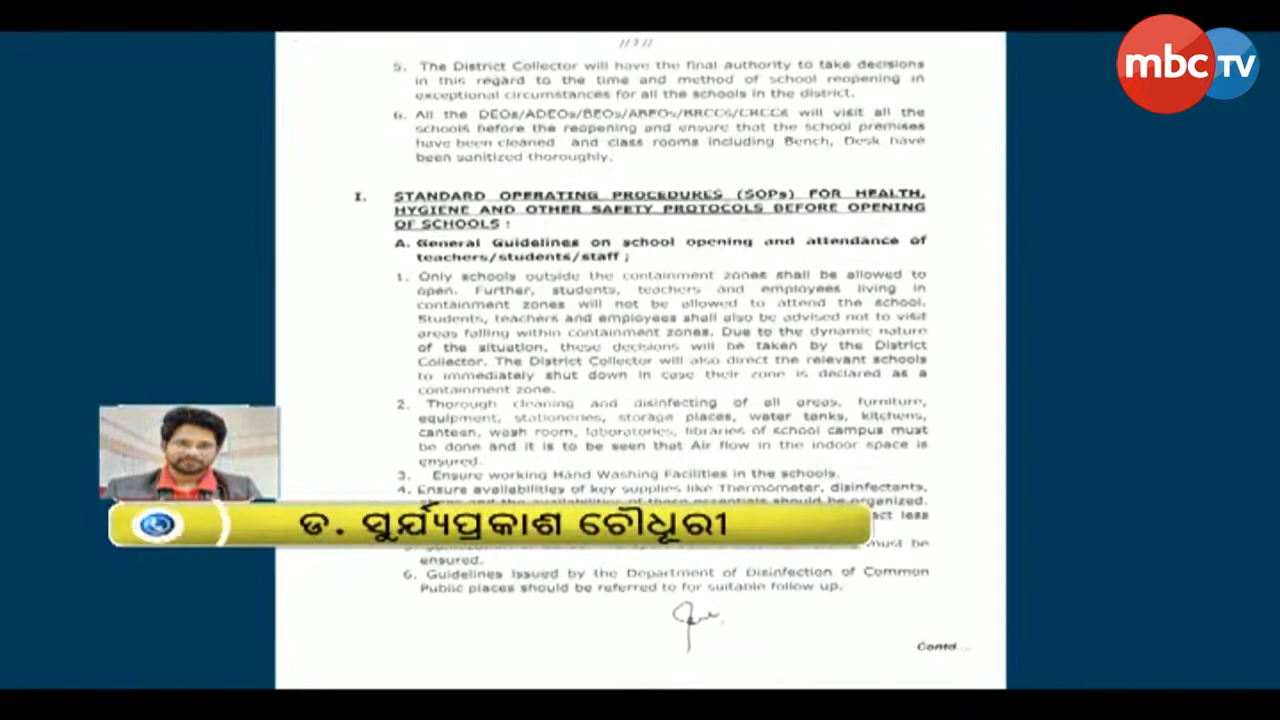 //3//
mbc TV
5. The District Collector will have the final authority to take decisions
in this regard to the time and method of school reopening in
exceptional circumstances for all the schools in the district.
6. All the DEOs/ADEOs/BEOs/ABEOs/BRCCs/CRCCs will visit all the
schools before the reopening and ensure that the school premises
have been cleaned and class rooms including Bench, Desk have
been sanitized thoroughly.
I. STANDARD OPERATING PROCEDURES (SOPs) FOR HEALTH,
HYGIENE AND OTHER SAFETY PROTOCOLS BEFORE OPENING
OF SCHOOLS :
A. General Guidelines on school opening and attendance of
teachers/students/staff ;
1. Only schools outside the containment zones shall be allowed to
open. Further, students, teachers and employees living in
containment zones will not be allowed to attend the school.
Students, teachers and employees shall also be advised not to visit
areas falling within containment zones. Due to the dynamic nature
of the situation, these decisions will be taken by the District
Collector. The District Collector will also direct the relevant schools
to immediately shut down in case their zone is declared as a
containment zone.
2. Thorough cleaning and disinfecting of all areas, furniture,
equipment, stationeries, storage places, water tanks, kitchens,
canteen, wash room, laboratories, libraries of school campus must
be done and it is to be seen that Air flow in the indoor space is
ensured.
3. Ensure working Hand Washing Facilities in the schools.
4. Ensure availabilities of key supplies like Thermometer, disinfectants,
these essentials should be organized.
act less
ଡ. ସୁର୍ଯ୍ୟପ୍ରକାଶ ଚୌଧୂରୀ
must be
ensured.
6. Guidelines issued by the Department of Disinfection of Common
Public places should be referred to for suitable follow up.
Contd...